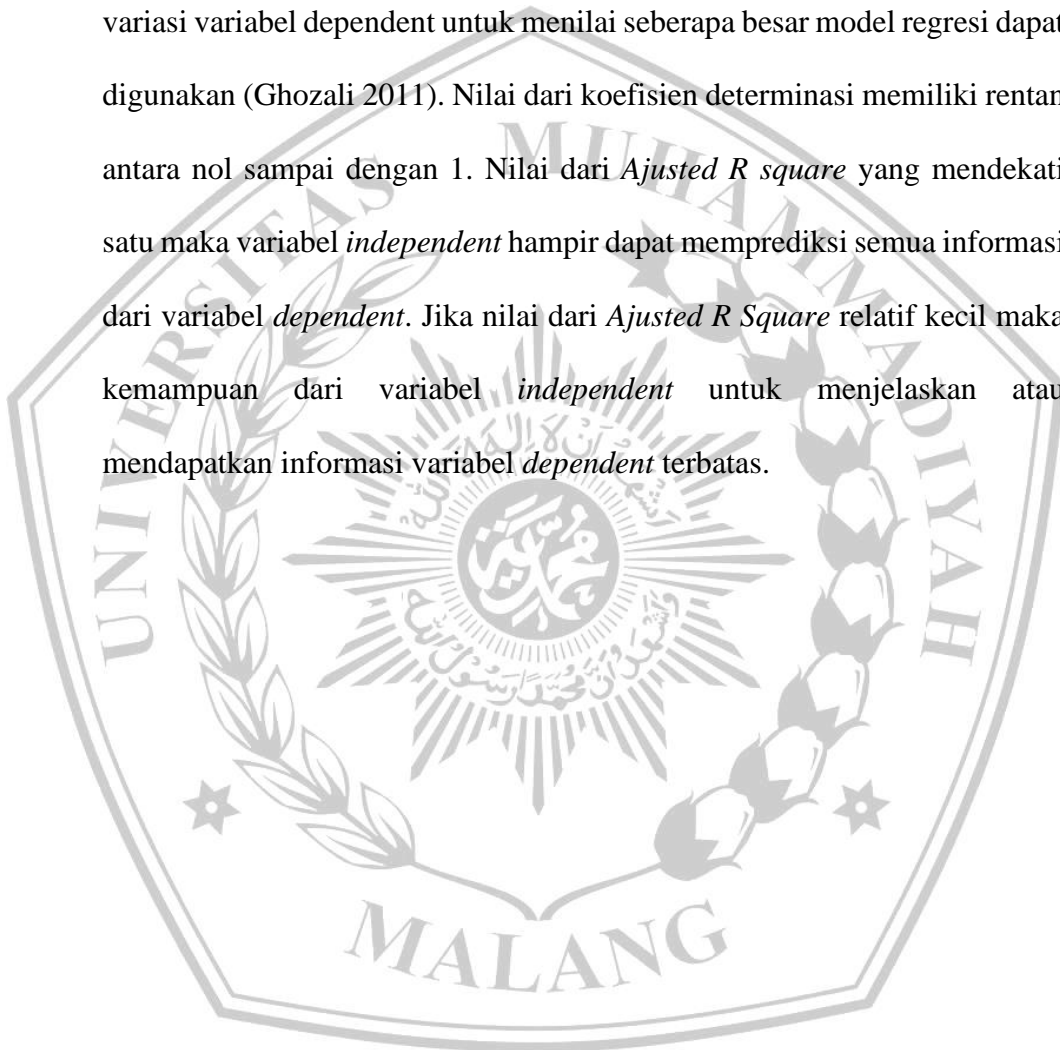 variasi variabel dependent untuk menilai seberapa besar model regresi dapat
digunakan (Ghozali 2011). Nilai dari koefisien determinasi memiliki rentan
antara nol sampai dengan 1. Nilai dari Ajusted R square yang mendekati
satu maka variabel independent hampir dapat memprediksi semua informasi
dari variabel dependent. Jika nilai dari Ajusted R Square relatif kecil maka
kemampuan dari variabel independent untuk menjelaskan atau
mendapatkan informasi variabel dependent terbatas.
UNIVERSITAS MUHAMMADIYAH
MALANG